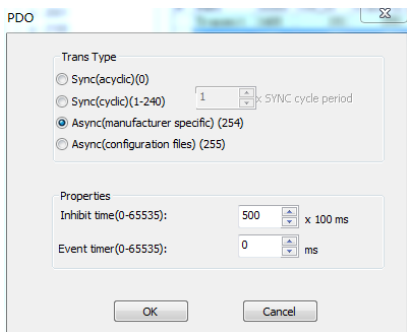 PDO
Trans Type
Sync(acyclic)(0)
Sync(cyclic)(1-240) 1 x SYNC cycle period
Async(manufacturer specific) (254)
Async(configuration files) (255)
Properties
Inhibit time(0-65535): 500 x 100 ms
Event timer(0-65535): 0 ms
OK Cancel